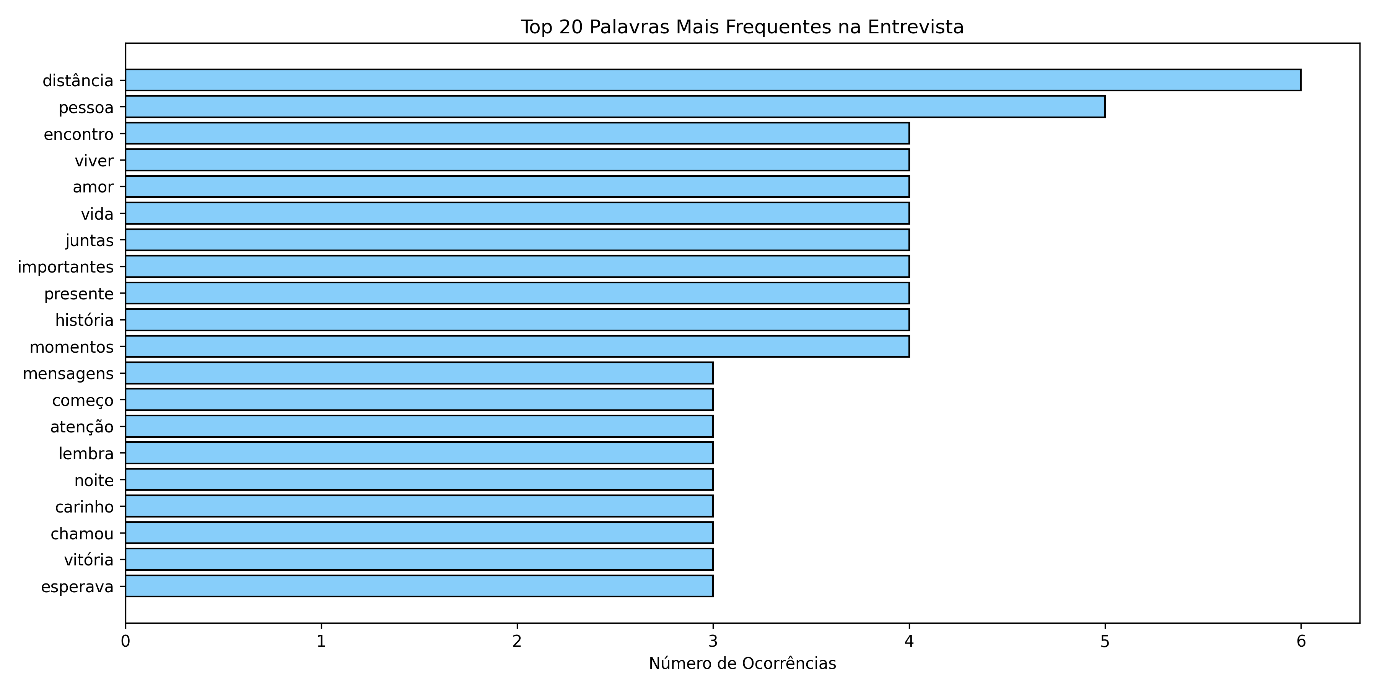 Top 20 Palavras Mais Frequentes na Entrevista
distância
pessoa
encontro
viver
amor
vida
juntas
importantes
presente
história
momentos
mensagens
começo
atenção
lembra
noite
carinho
chamou
vitória
esperava
0 1 2 3 4 5 6
Número de Ocorrências